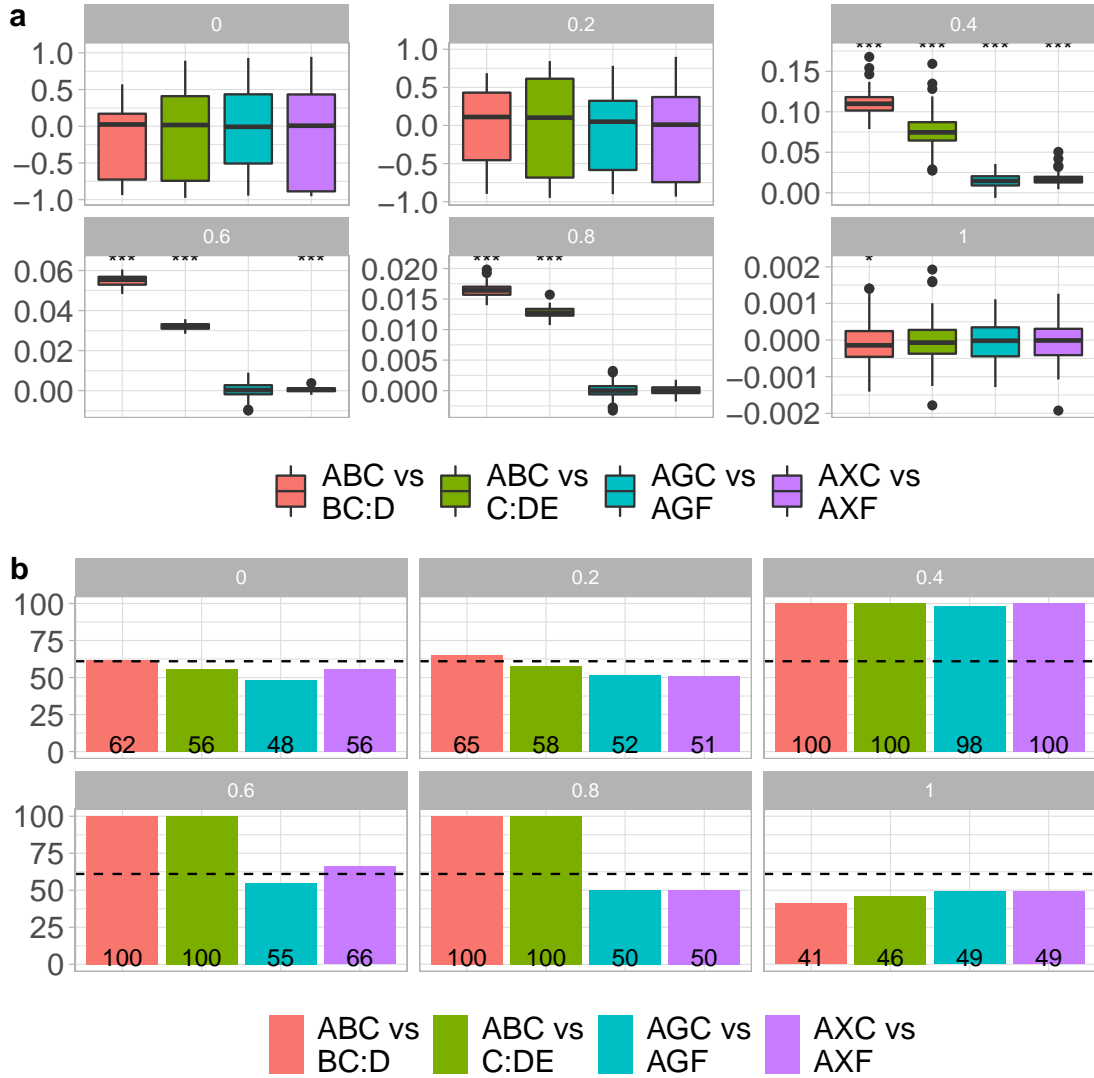 a
0 0.2 0.4
1.0 1.0
*** *** *** ***
0.5 0.5 0.15
0.0 0.0 0.10
−0.5 −0.5 0.05
−1.0 −1.0 0.00
0.6 0.8 1
*** *** *** *** *** *
0.06 0.020 0.002
0.04 0.015 0.001
0.02 0.010 0.000
0.00 0.005 −0.001
0.000 −0.002
ABC vs ABC vs AGC vs AXC vs
BC:D C:DE AGF AXF
b
0 0.2 0.4
100
75
50
25
0
62 56 48 56 65 58 52 51 100 100 98 100
0.6 0.8 1
100
75
50
25
0
100 100 55 66 100 100 50 50 41 46 49 49
ABC vs ABC vs AGC vs AXC vs
BC:D C:DE AGF AXF